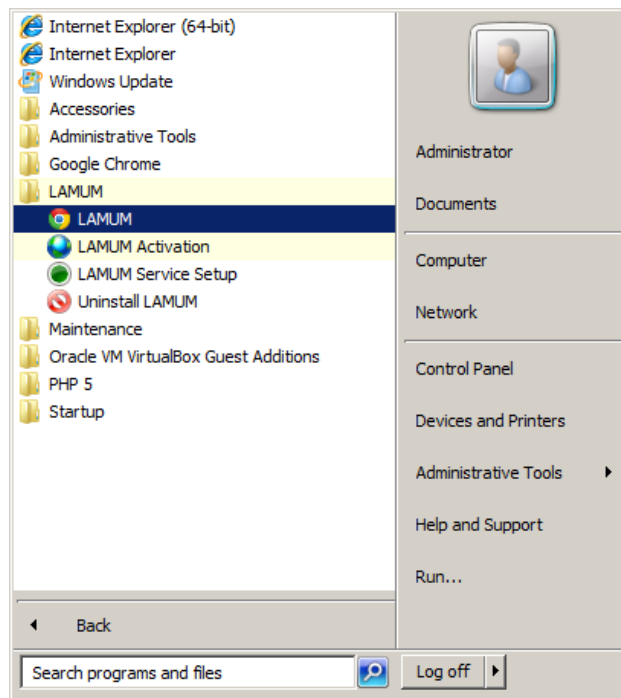 Internet Explorer (64-bit)
Internet Explorer
Windows Update
Accessories
Administrative Tools
Google Chrome
LAMUM
LAMUM
LAMUM Activation
LAMUM Service Setup
Uninstall LAMUM
Maintenance
Oracle VM VirtualBox Guest Additions
PHP 5
Startup
Back
Search programs and files
Administrator
Documents
Computer
Network
Control Panel
Devices and Printers
Administrative Tools
Help and Support
Run...
Log off